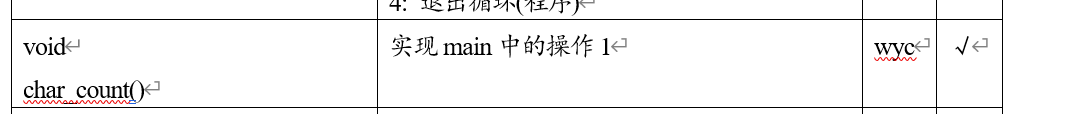 4: 退出循环(程序)
void
char_count()
实现 main 中的操作 1
wyc
√